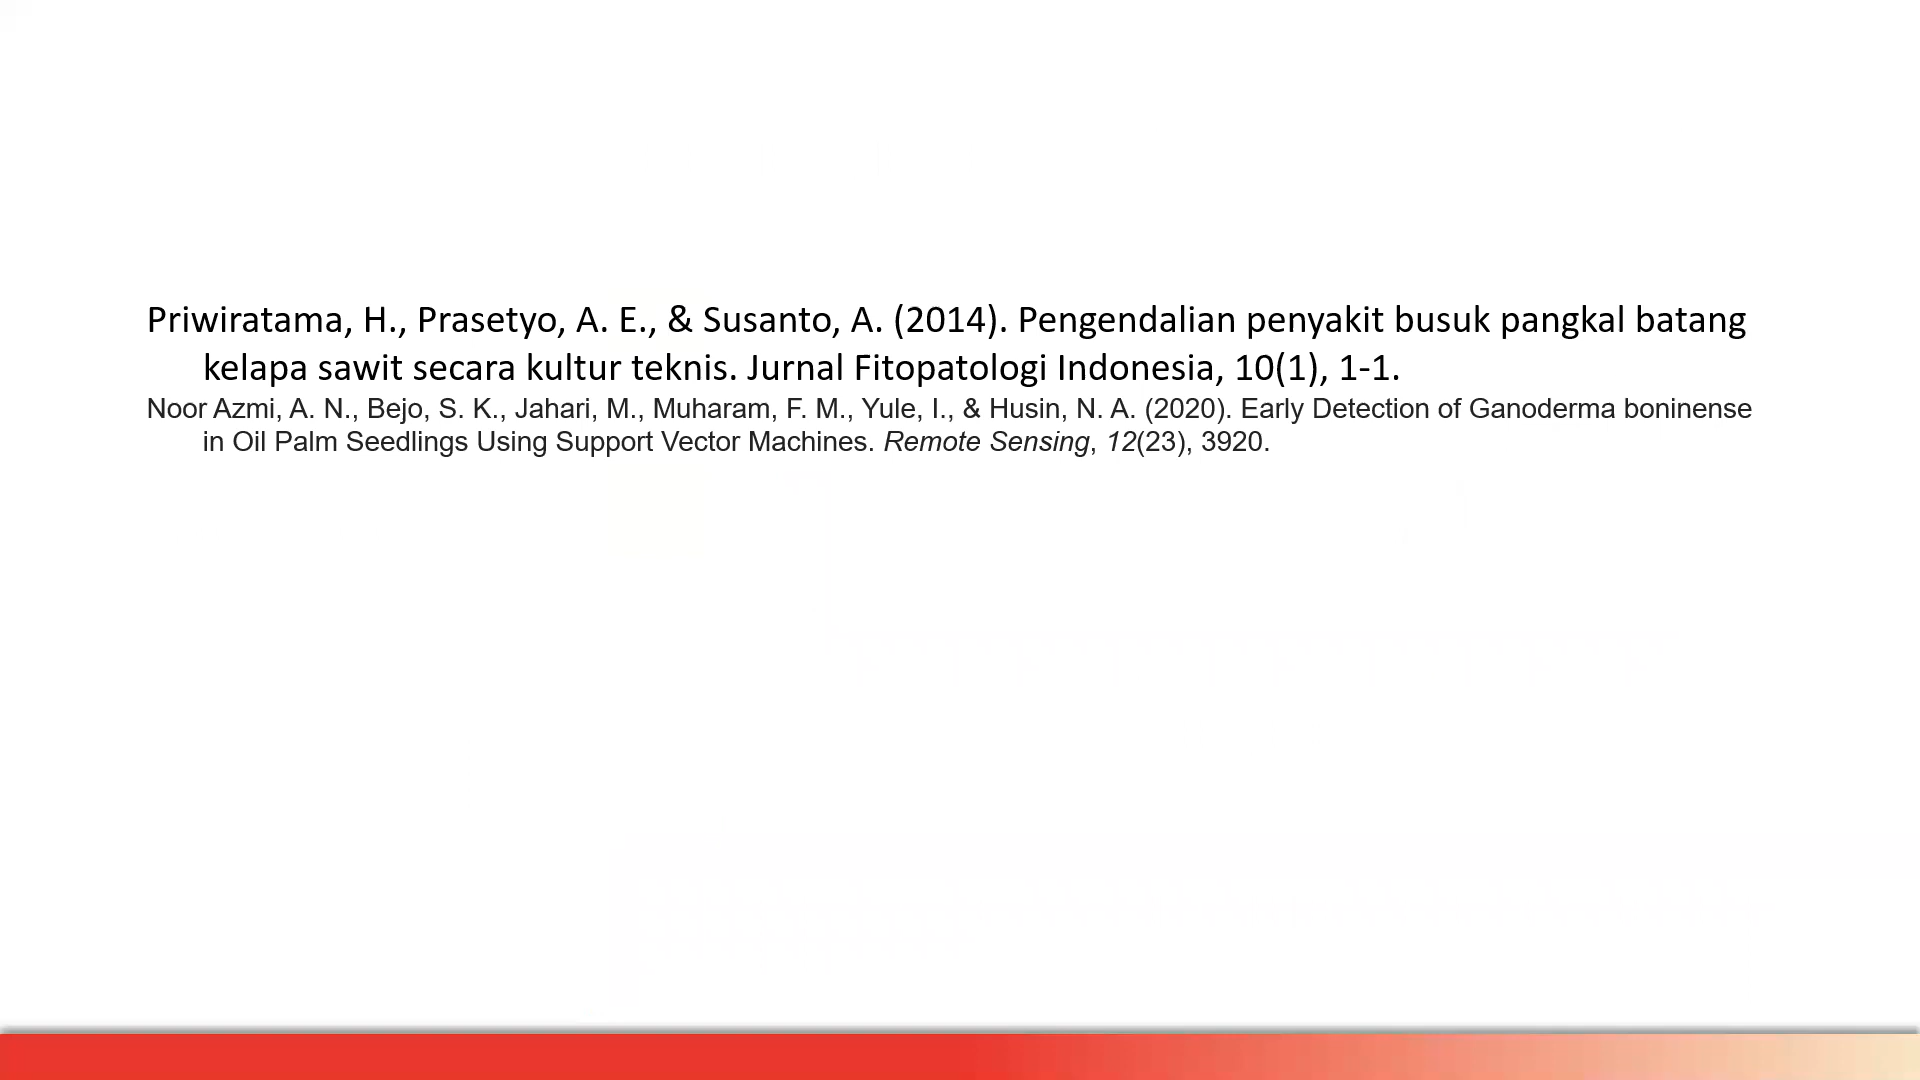 Priwiratama, H., Prasetyo, A. E., & Susanto, A. (2014). Pengendalian penyakit busuk pangkal batang
kelapa sawit secara kultur teknis. Jurnal Fitopatologi Indonesia, 10(1), 1-1.
Noor Azmi, A. N., Bejo, S. K., Jahari, M., Muharam, F. M., Yule, I., & Husin, N. A. (2020). Early Detection of Ganoderma boninense
in Oil Palm Seedlings Using Support Vector Machines. Remote Sensing, 12(23), 3920.